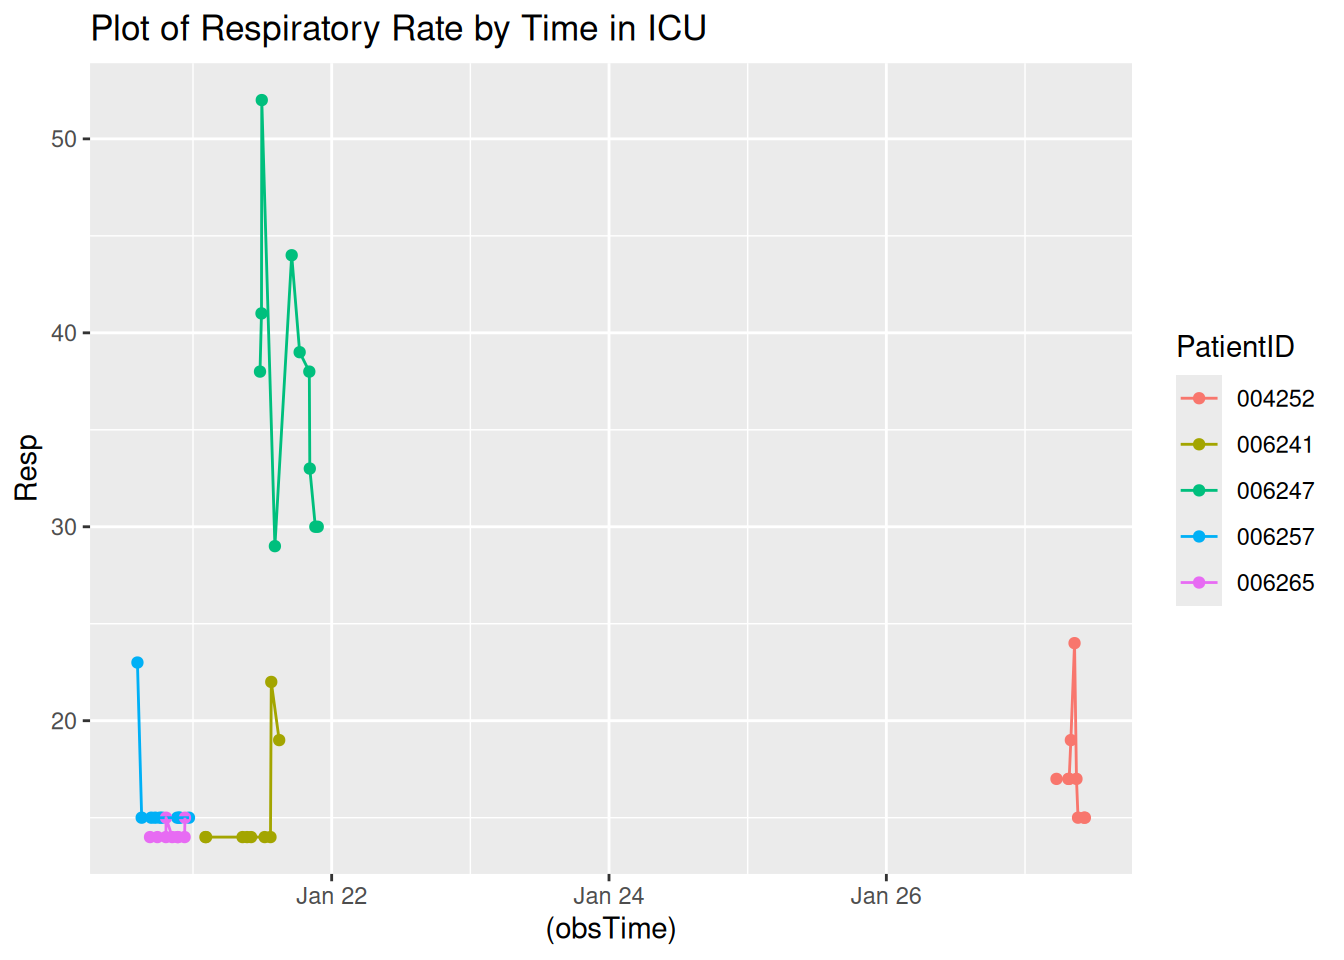 Plot of Respiratory Rate by Time in ICU
50
40
30
20
Resp
Jan 22
Jan 24
Jan 26
(obsTime)
PatientID
004252
006241
006247
006257
006265